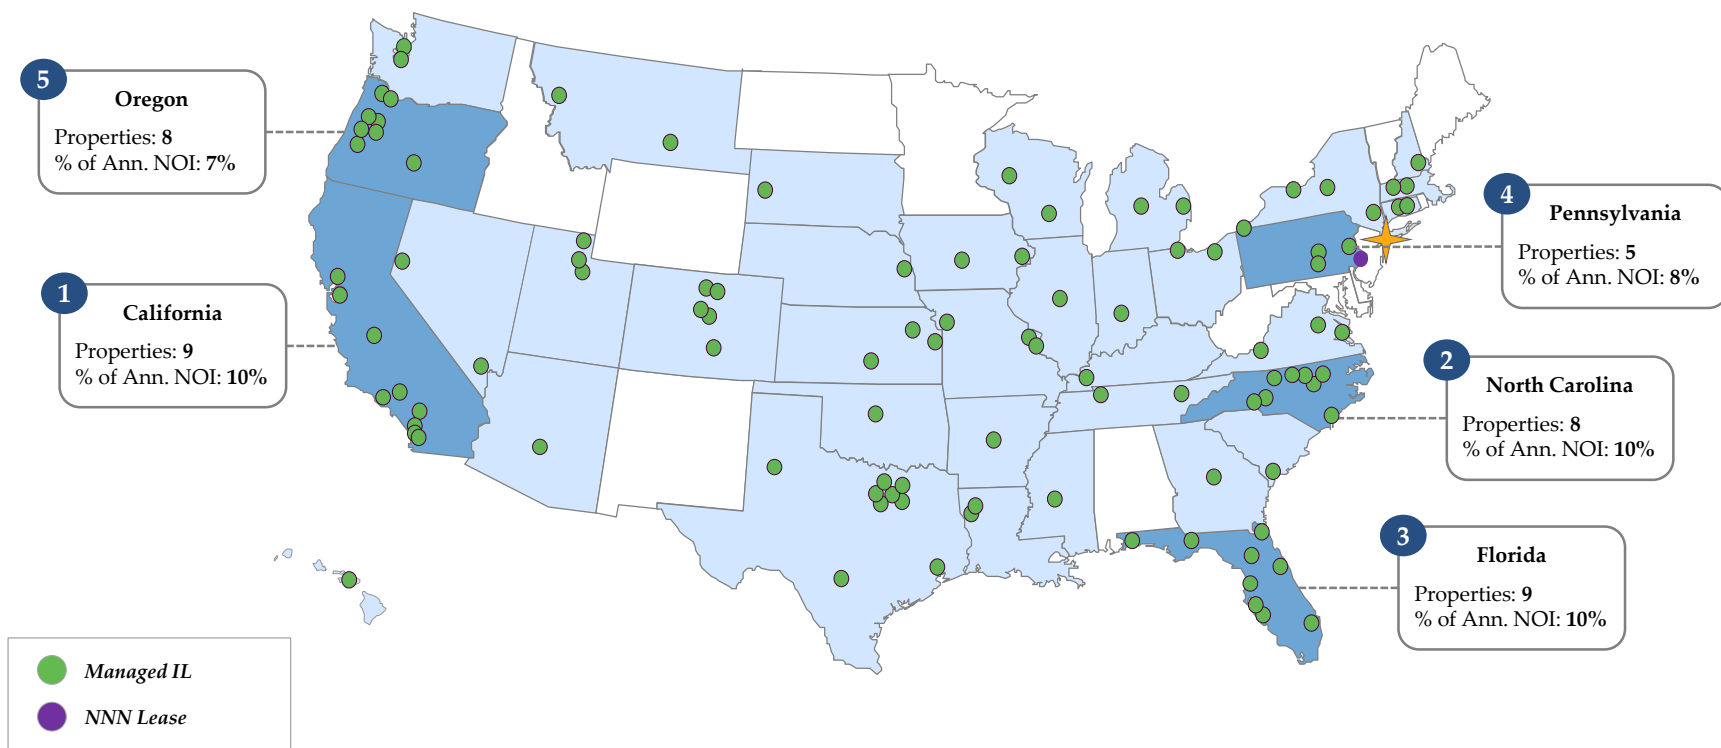 5
Oregon
Properties: 8
% of Ann. NOI: 7%
1
California
Properties: 9
% of Ann. NOI: 10%
4
Pennsylvania
Properties: 5
% of Ann. NOI: 8%
2
North Carolina
Properties: 8
% of Ann. NOI: 10%
3
Florida
Properties: 9
% of Ann. NOI: 10%
Managed IL
NNN Lease